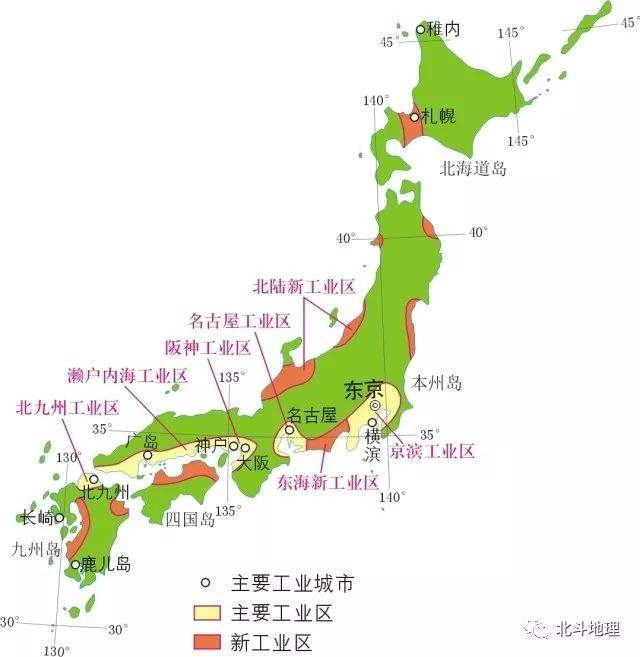 稚内
45°
145°
45°
140°
札幌
145°
北海道岛
40°
40°
北陆新工业区
名古屋工业区
阪神工业区
濑户内海工业区
135°
北九州工业区
东京
本州岛
35°
广岛
神户
大阪
名古屋
横滨
35°
京滨工业区
130°
北九州
东海新工业区
135°
140°
长崎
四国岛
九州岛
鹿儿岛
主要工业城市
主要工业区
新工业区
30°
30°
130°
北斗地理